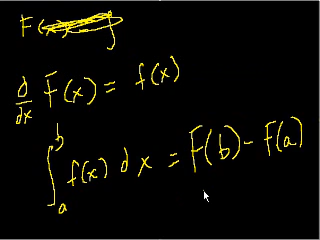 F(x)
d/dx F(x) = f(x)
∫_a^b f(x) dx = F(b) - F(a)